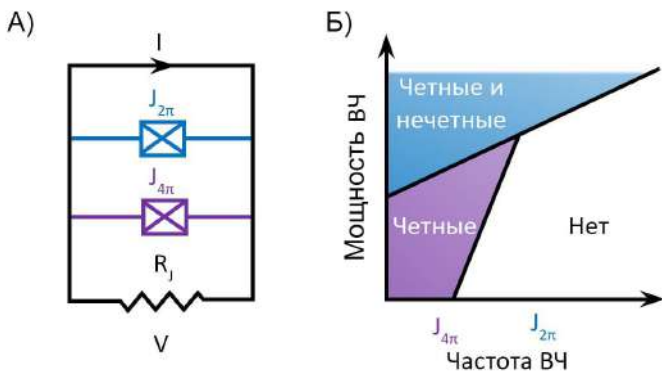 А)
I
J2π
J4π
RJ
V
Б)
Мощность ВЧ
Четные и
нечетные
Четные
Нет
J4π
J2π
Частота ВЧ